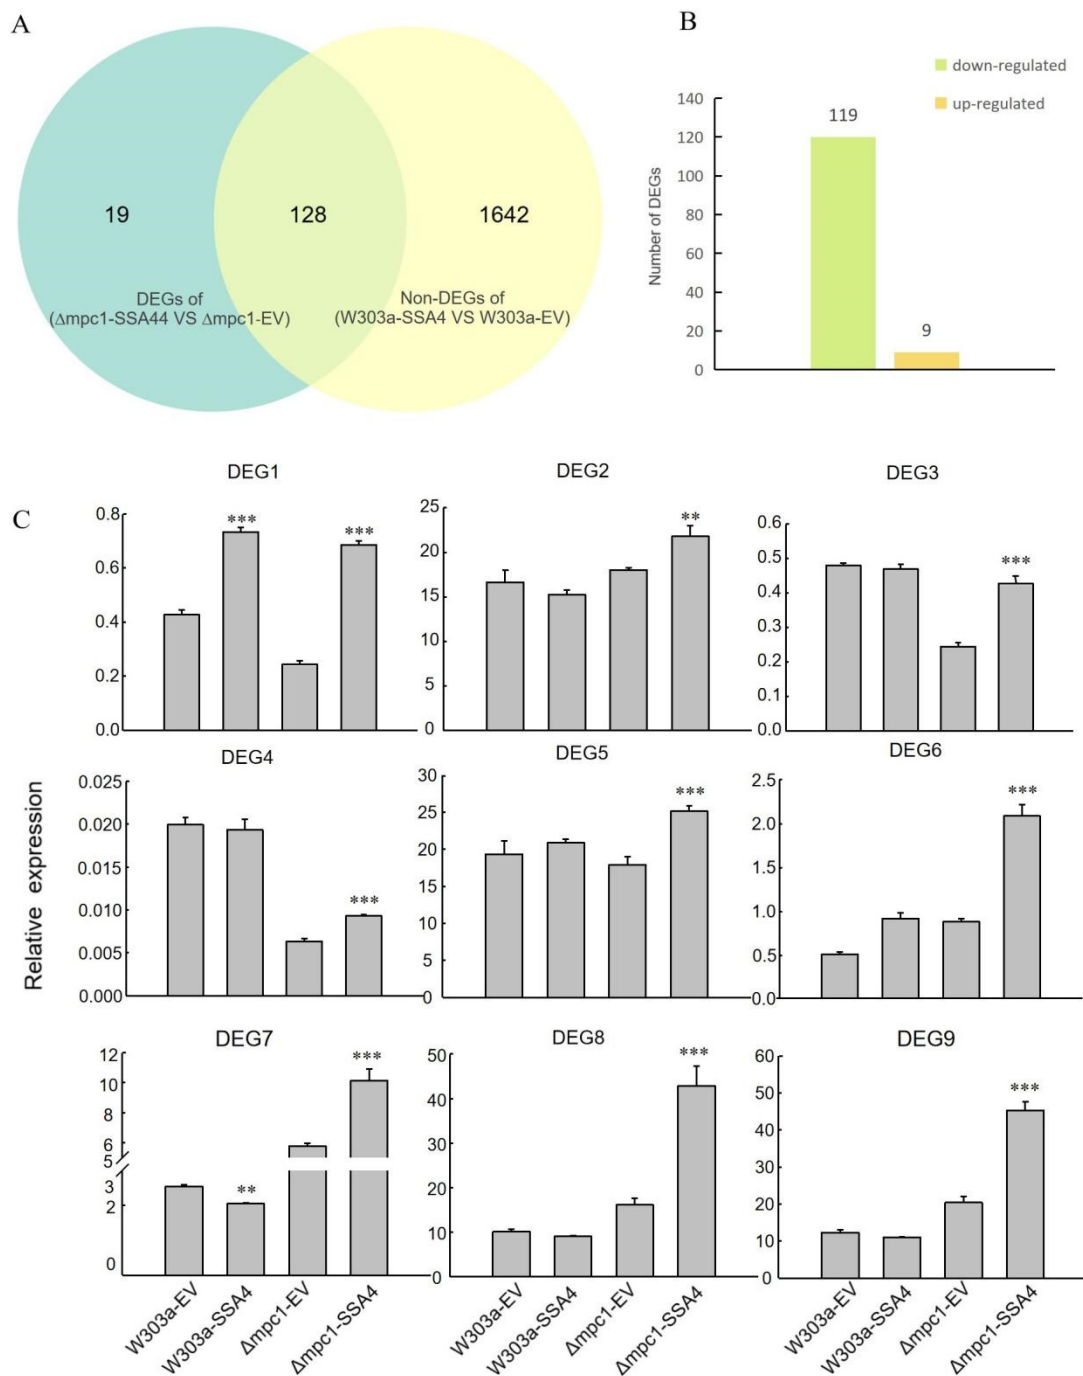 A
19
128
1642
DEGs of
(Δmpc1-SSA44 VS Δmpc1-EV)
Non-DEGs of
(W303a-SSA4 VS W303a-EV)
B
down-regulated
up-regulated
Number of DEGs
140
120
100
80
60
40
20
0
119
9
C
Relative expression
DEG1
0.8
0.6
0.4
0.2
0.0
***
***
DEG2
25
20
15
10
5
0
**
DEG3
0.6
0.5
0.4
0.3
0.2
0.1
0.0
***
DEG4
0.025
0.020
0.015
0.010
0.005
0.000
***
DEG5
30
20
10
0
***
DEG6
2.5
2.0
1.0
0.5
0.0
***
DEG7
12
10
8
6
5
3
2
0
**
***
W303a-EV
W303a-SSA4
Δmpc1-EV
Δmpc1-SSA4
DEG8
50
40
30
20
10
0
***
W303a-EV
W303a-SSA4
Δmpc1-EV
Δmpc1-SSA4
DEG9
60
50
40
30
20
10
0
***
W303a-EV
W303a-SSA4
Δmpc1-EV
Δmpc1-SSA4